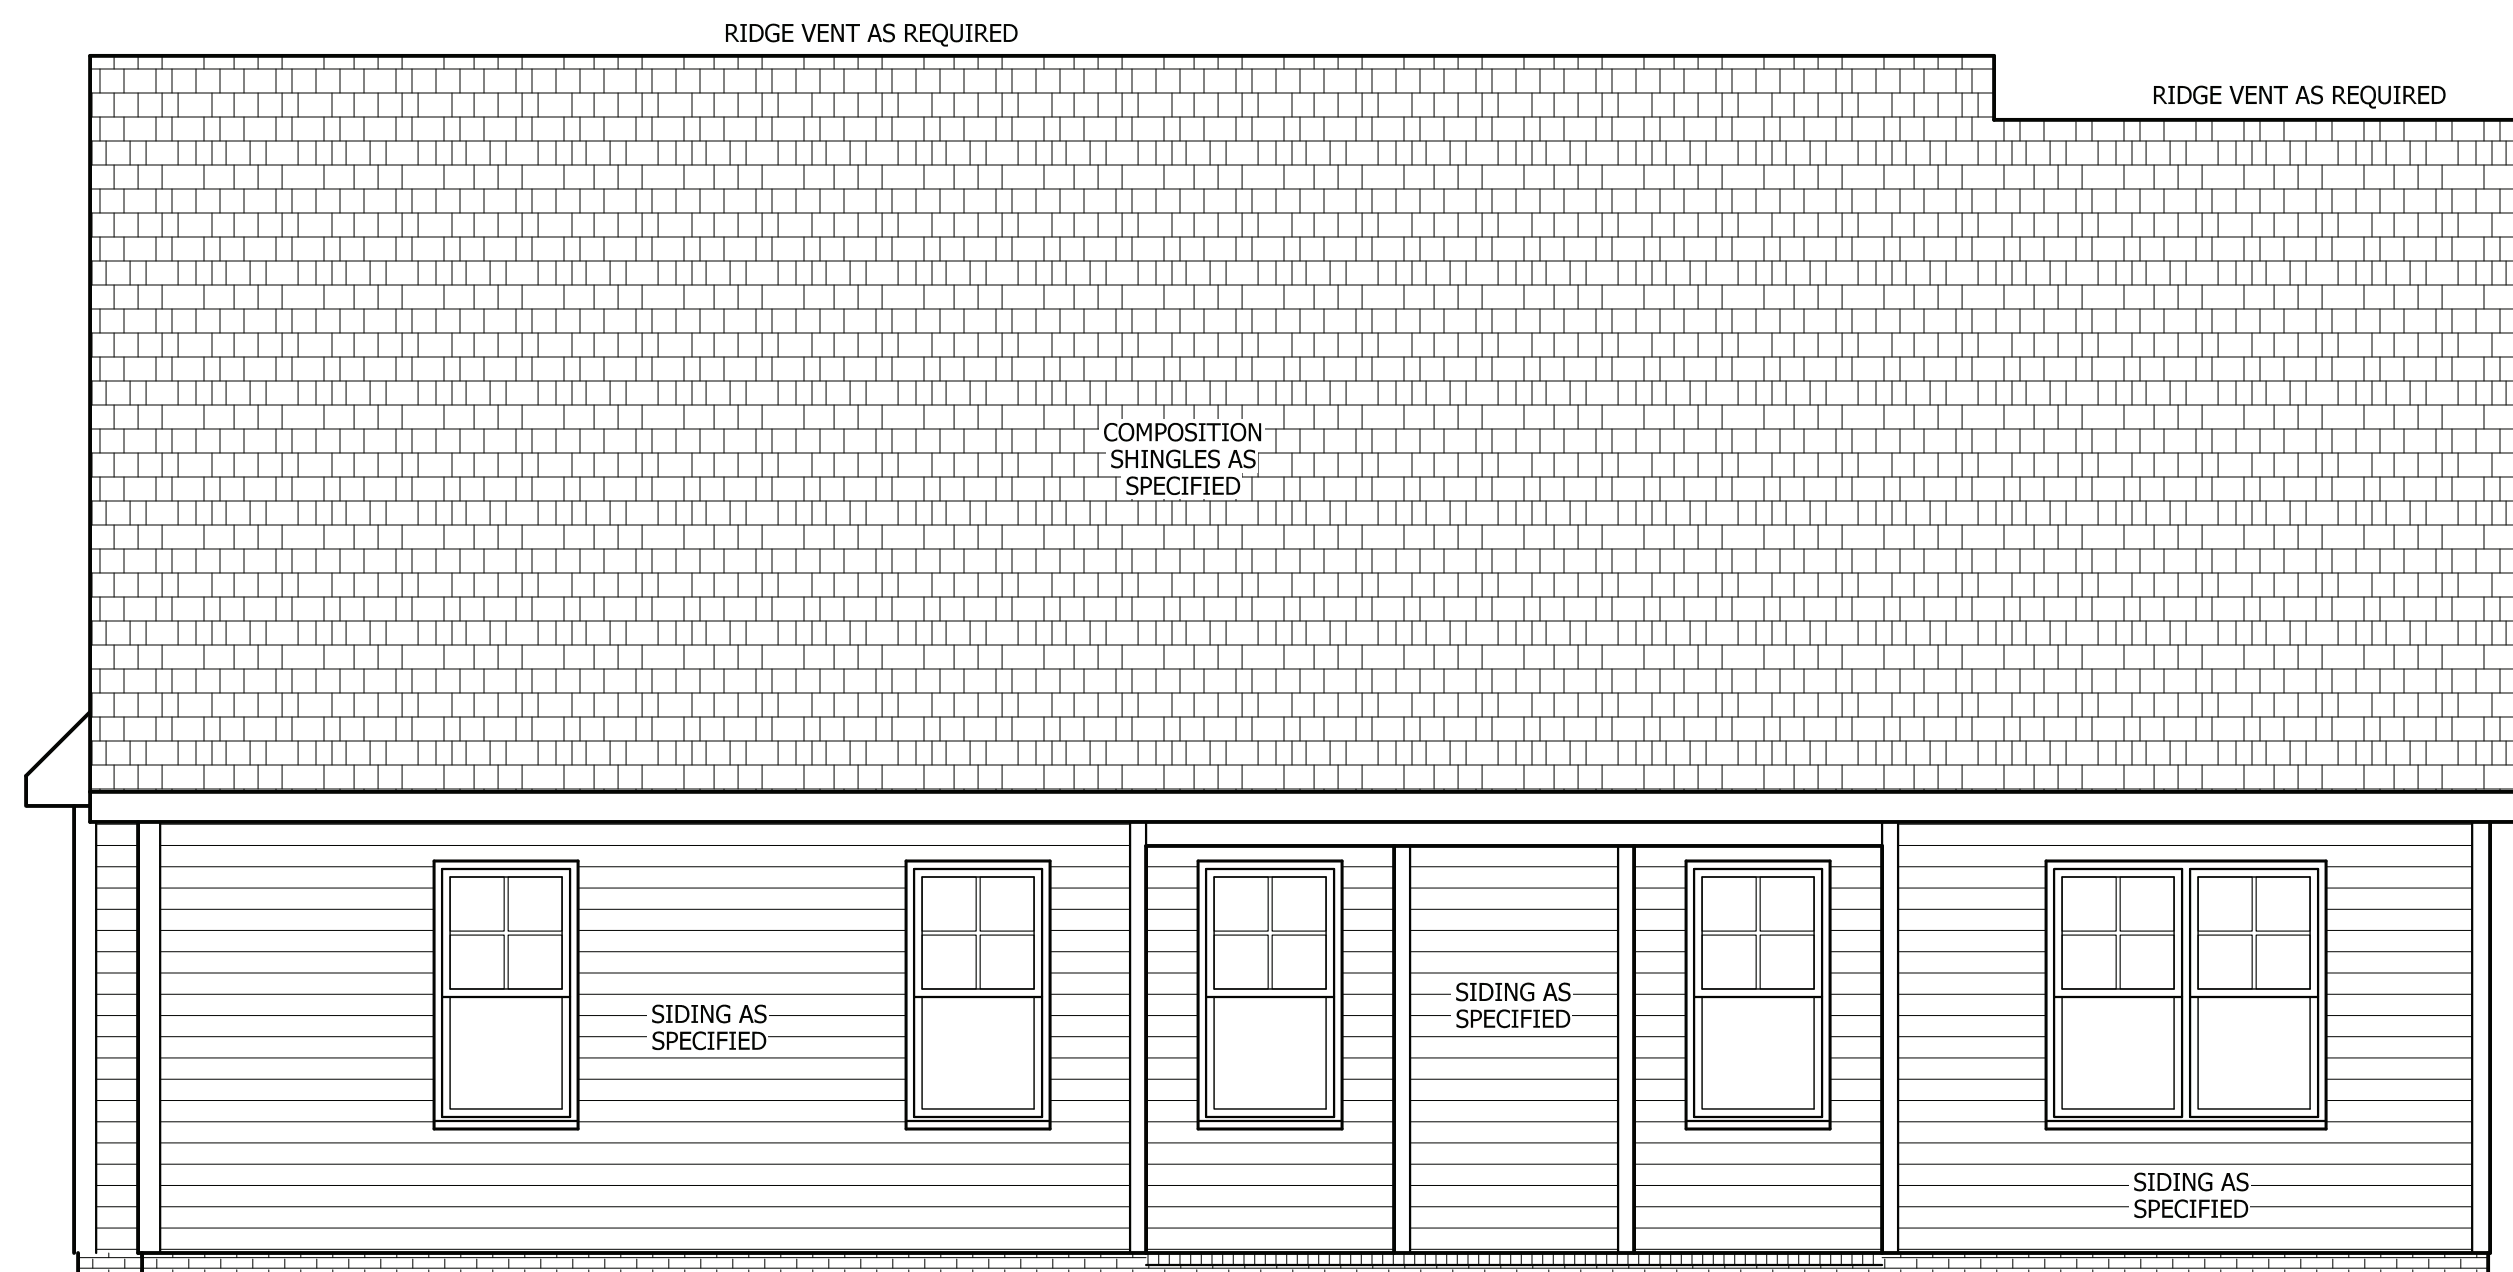 RIDGE VENT AS REQUIRED
RIDGE VENT AS REQUIRED
COMPOSITION
SHINGLES AS
SPECIFIED
SIDING AS
SPECIFIED
SIDING AS
SPECIFIED
SIDING AS
SPECIFIED